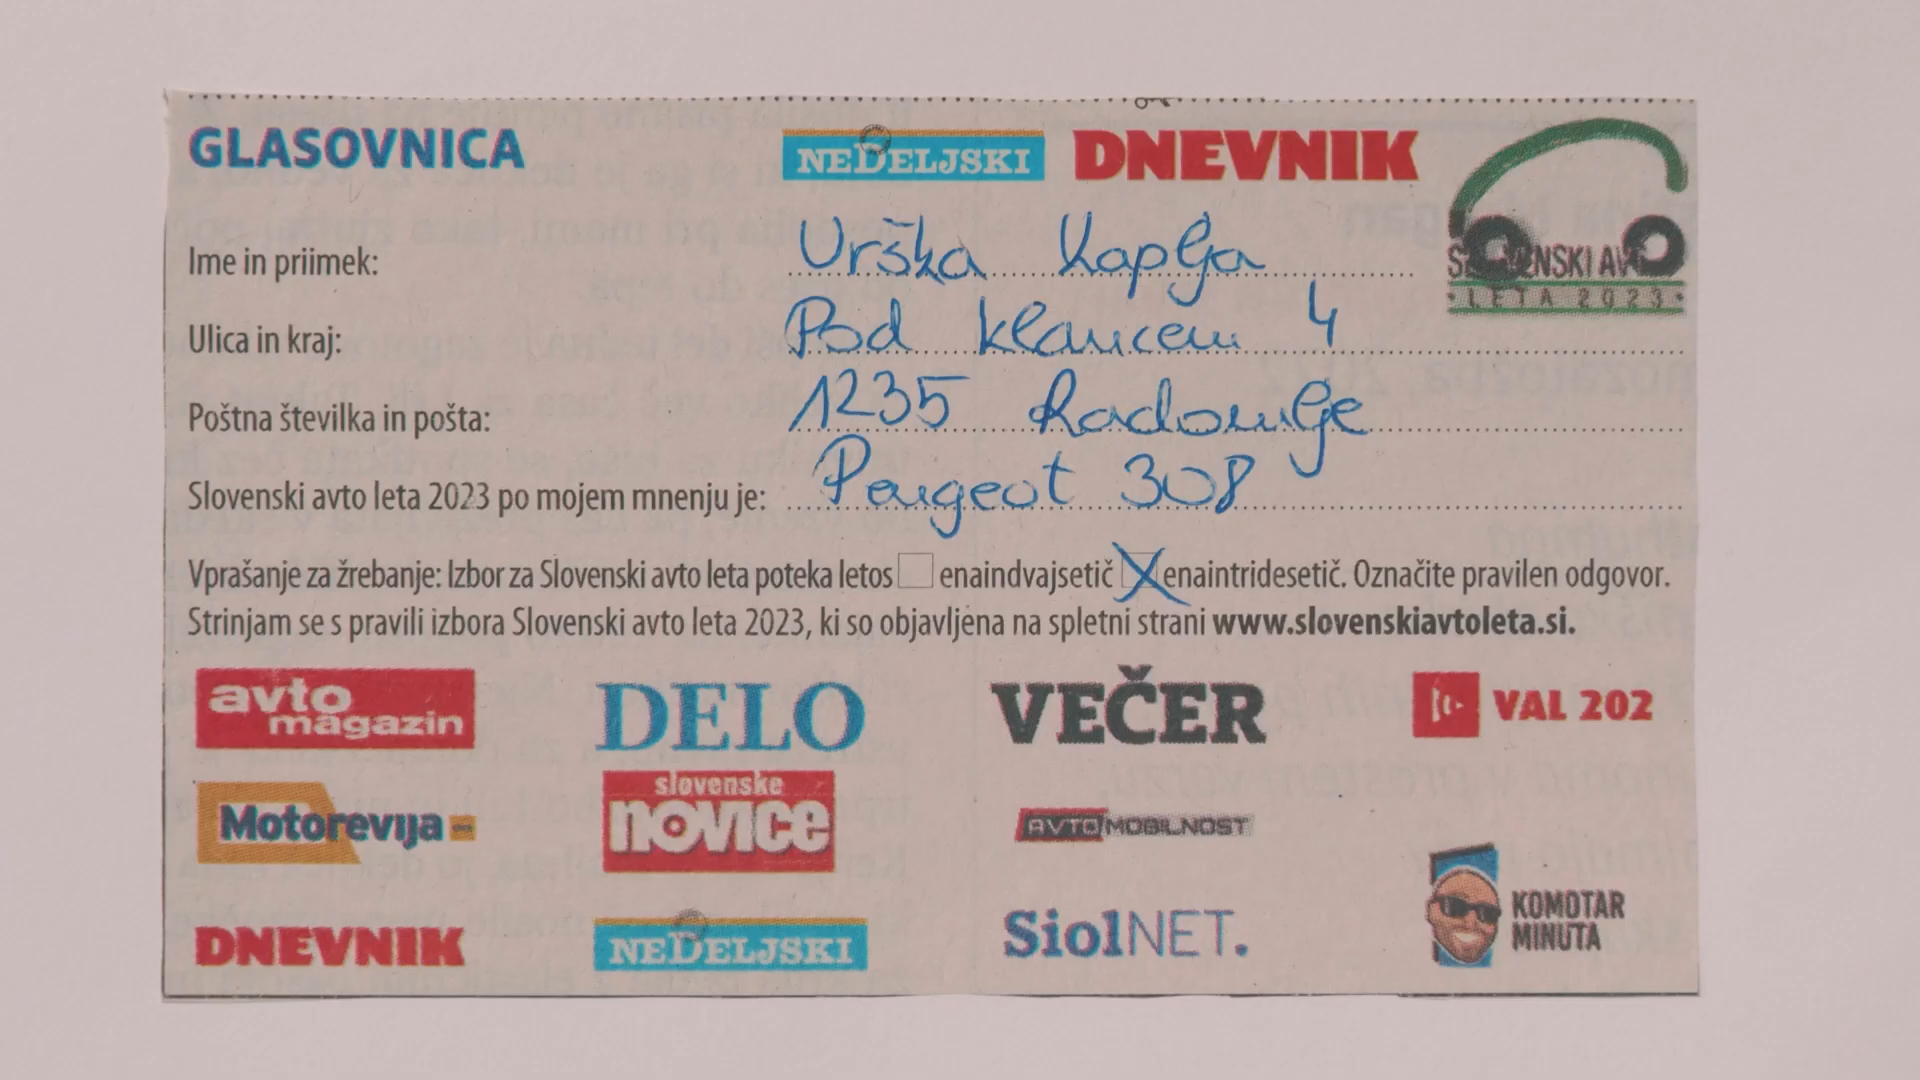 GLASOVNICA NEDELJSKI DNEVNIK
Ime in priimek: Urška Kaplja
SLOVENSKI AVTO
LETA 2023
Ulica in kraj: Pod klancem 4
Poštna številka in pošta: 1235 Radomlje
Slovenski avto leta 2023 po mojem mnenju je: Peugeot 308
Vprašanje za žrebanje: Izbor za Slovenski avto leta poteka letos enaindvajsetič X enaintridesetič. Označite pravilen odgovor.
Strinjam se s pravili izbora Slovenski avto leta 2023, ki so objavljena na spletni strani www.slovenskiavtoleta.si.
avto magazin DELO VEČER VAL 202
Motorevija slovenske novice AVTOMOBILNOST
DNEVNIK NEDELJSKI SiolNET. KOMOTAR MINUTA